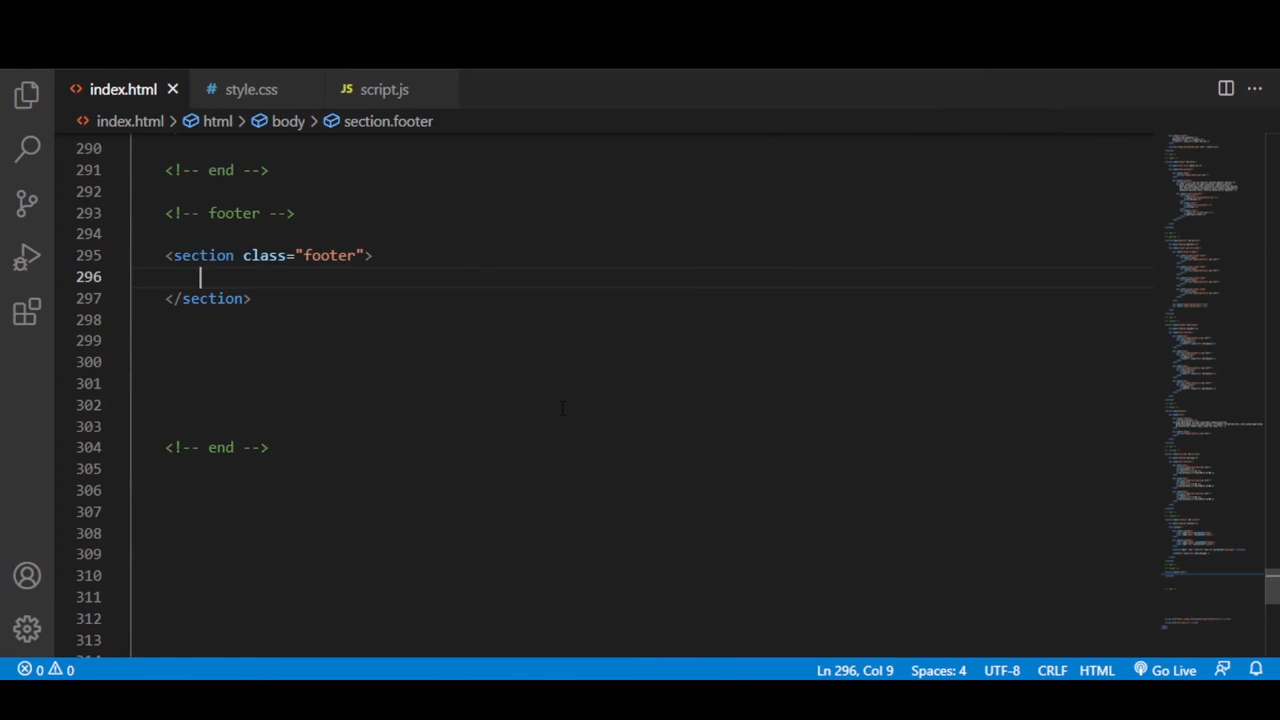 index.html
style.css
JS script.js
index.html > html > body > section.footer
290
291 <!-- end -->
292
293 <!-- footer -->
294
295 <section class="footer">
296
297 </section>
298
299
300
301
302
303
304 <!-- end -->
305
306
307
308
309
310
311
312
313
0 0 Ln 296, Col 9 Spaces: 4 UTF-8 CRLF HTML Go Live